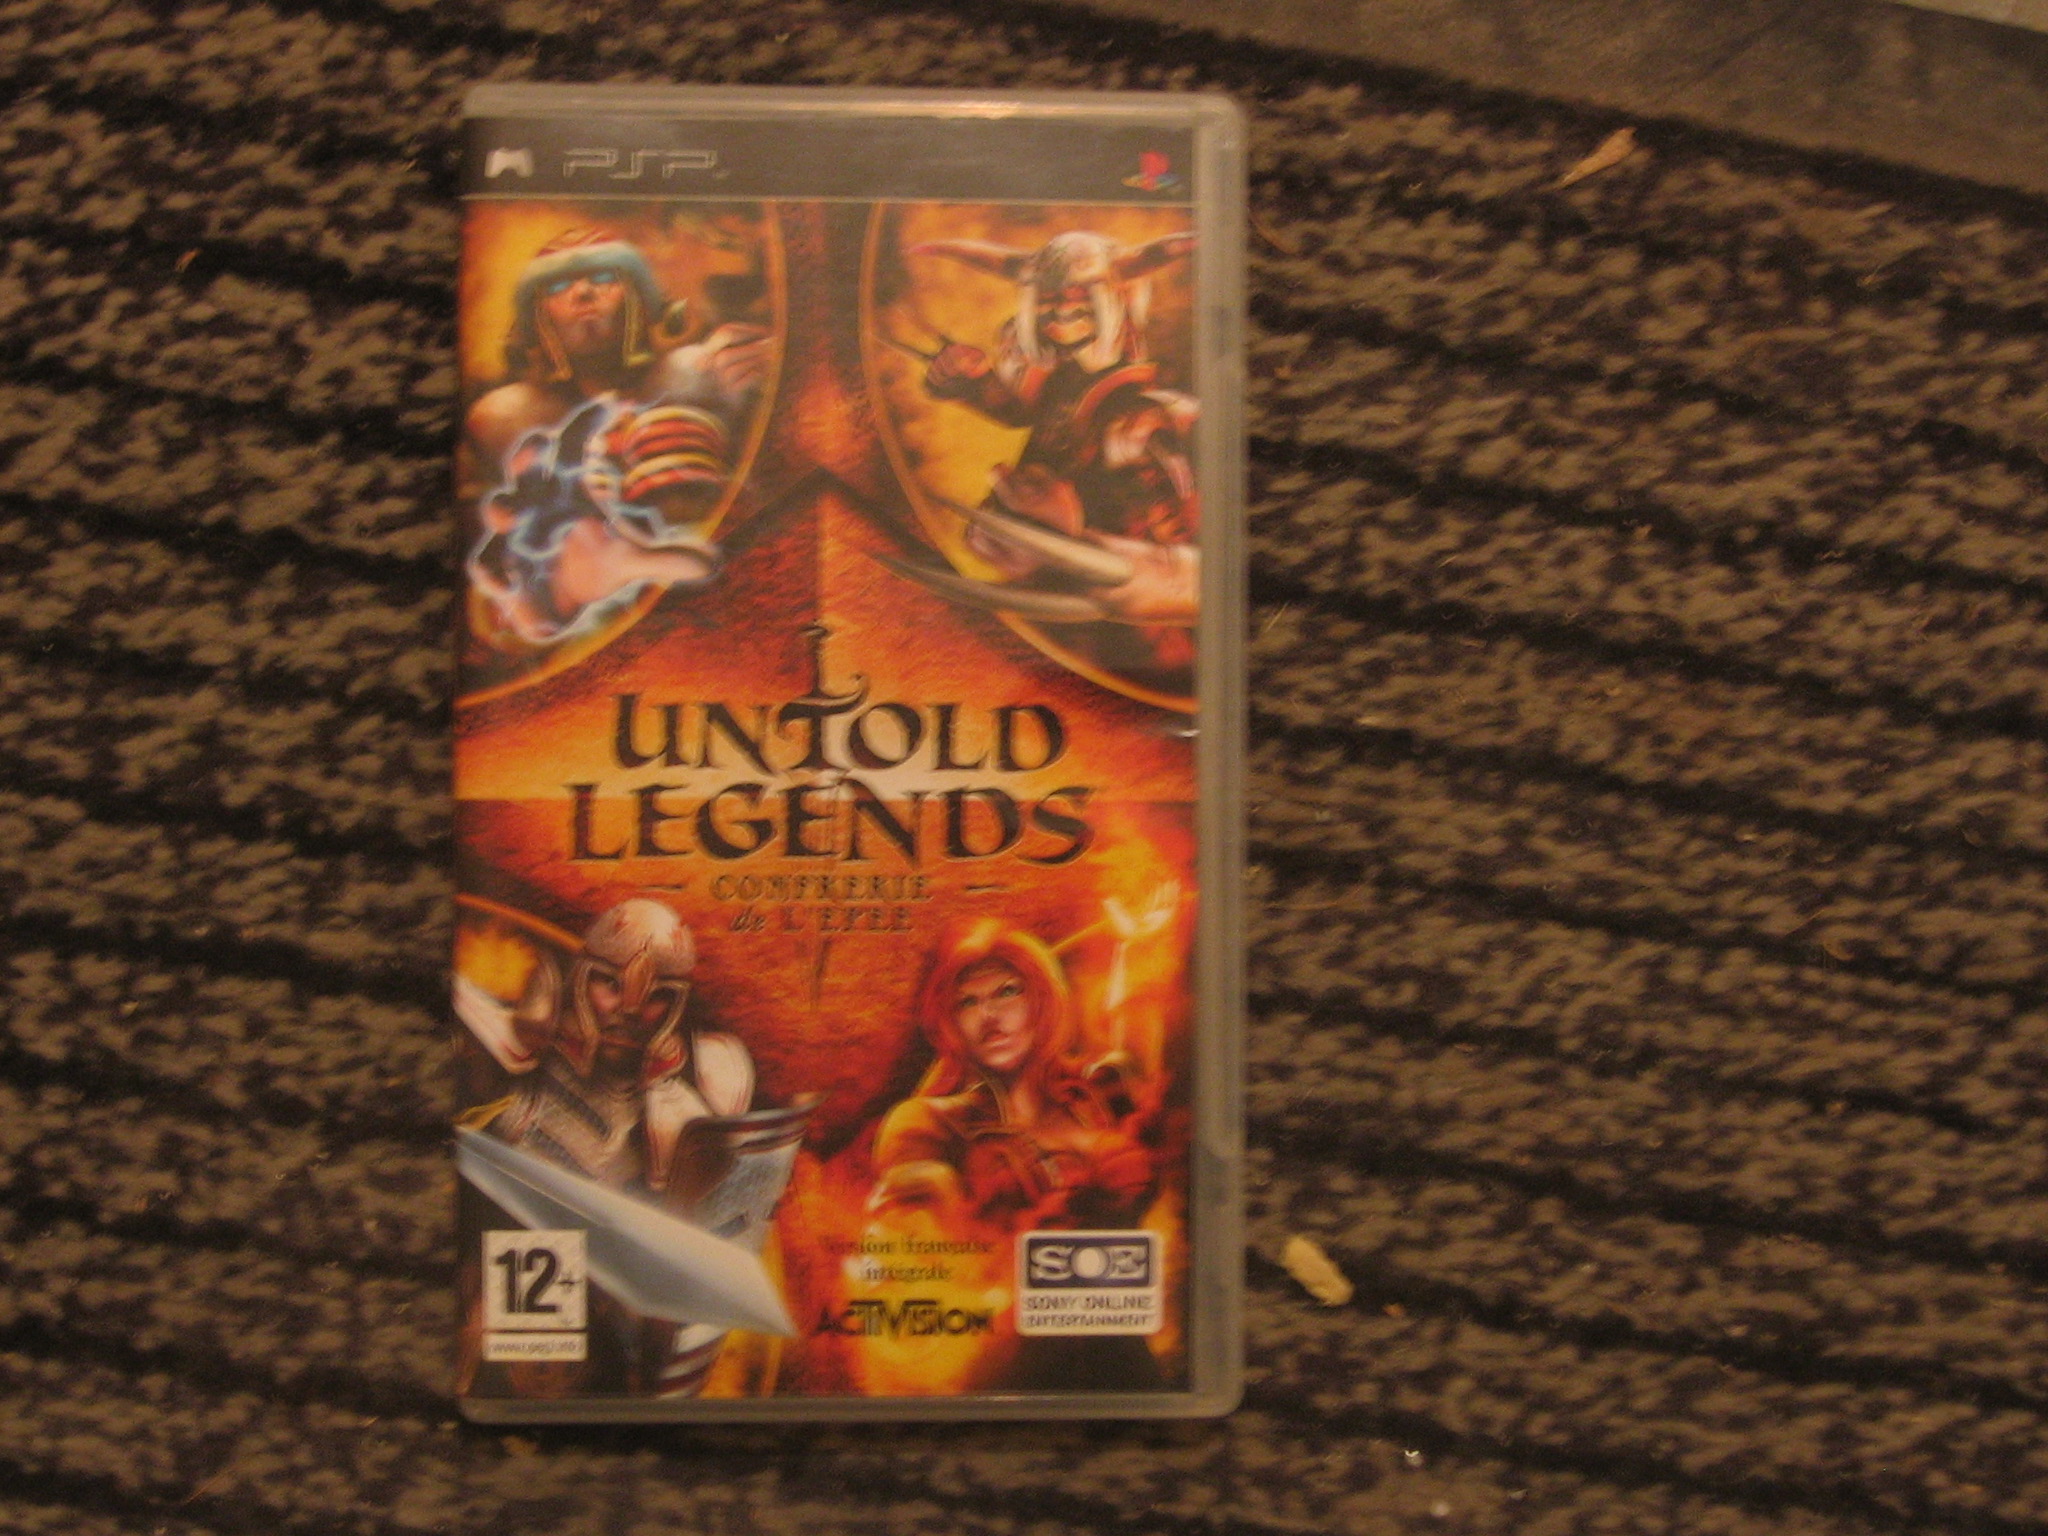 PSP
UNTOLD
LEGENDS
CONFRERIE
de L'EPEE
12+
www.pegi.info
Version française
intégrale
ACTIVISION
SOE
SONY ONLINE
ENTERTAINMENT